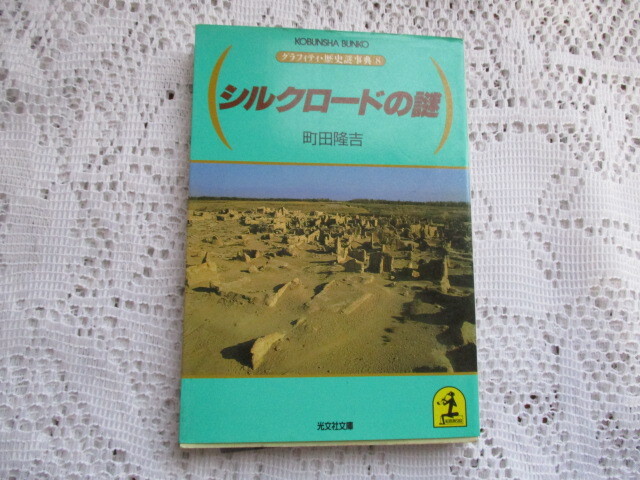 KOBUNSHA BUNKO
グラフィティ・歴史謎事典 8
シルクロードの謎
町田隆吉
光文社文庫